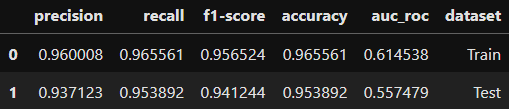 precision recall f1-score accuracy auc_roc dataset
0 0.960008 0.965561 0.956524 0.965561 0.614538 Train
1 0.937123 0.953892 0.941244 0.953892 0.557479 Test